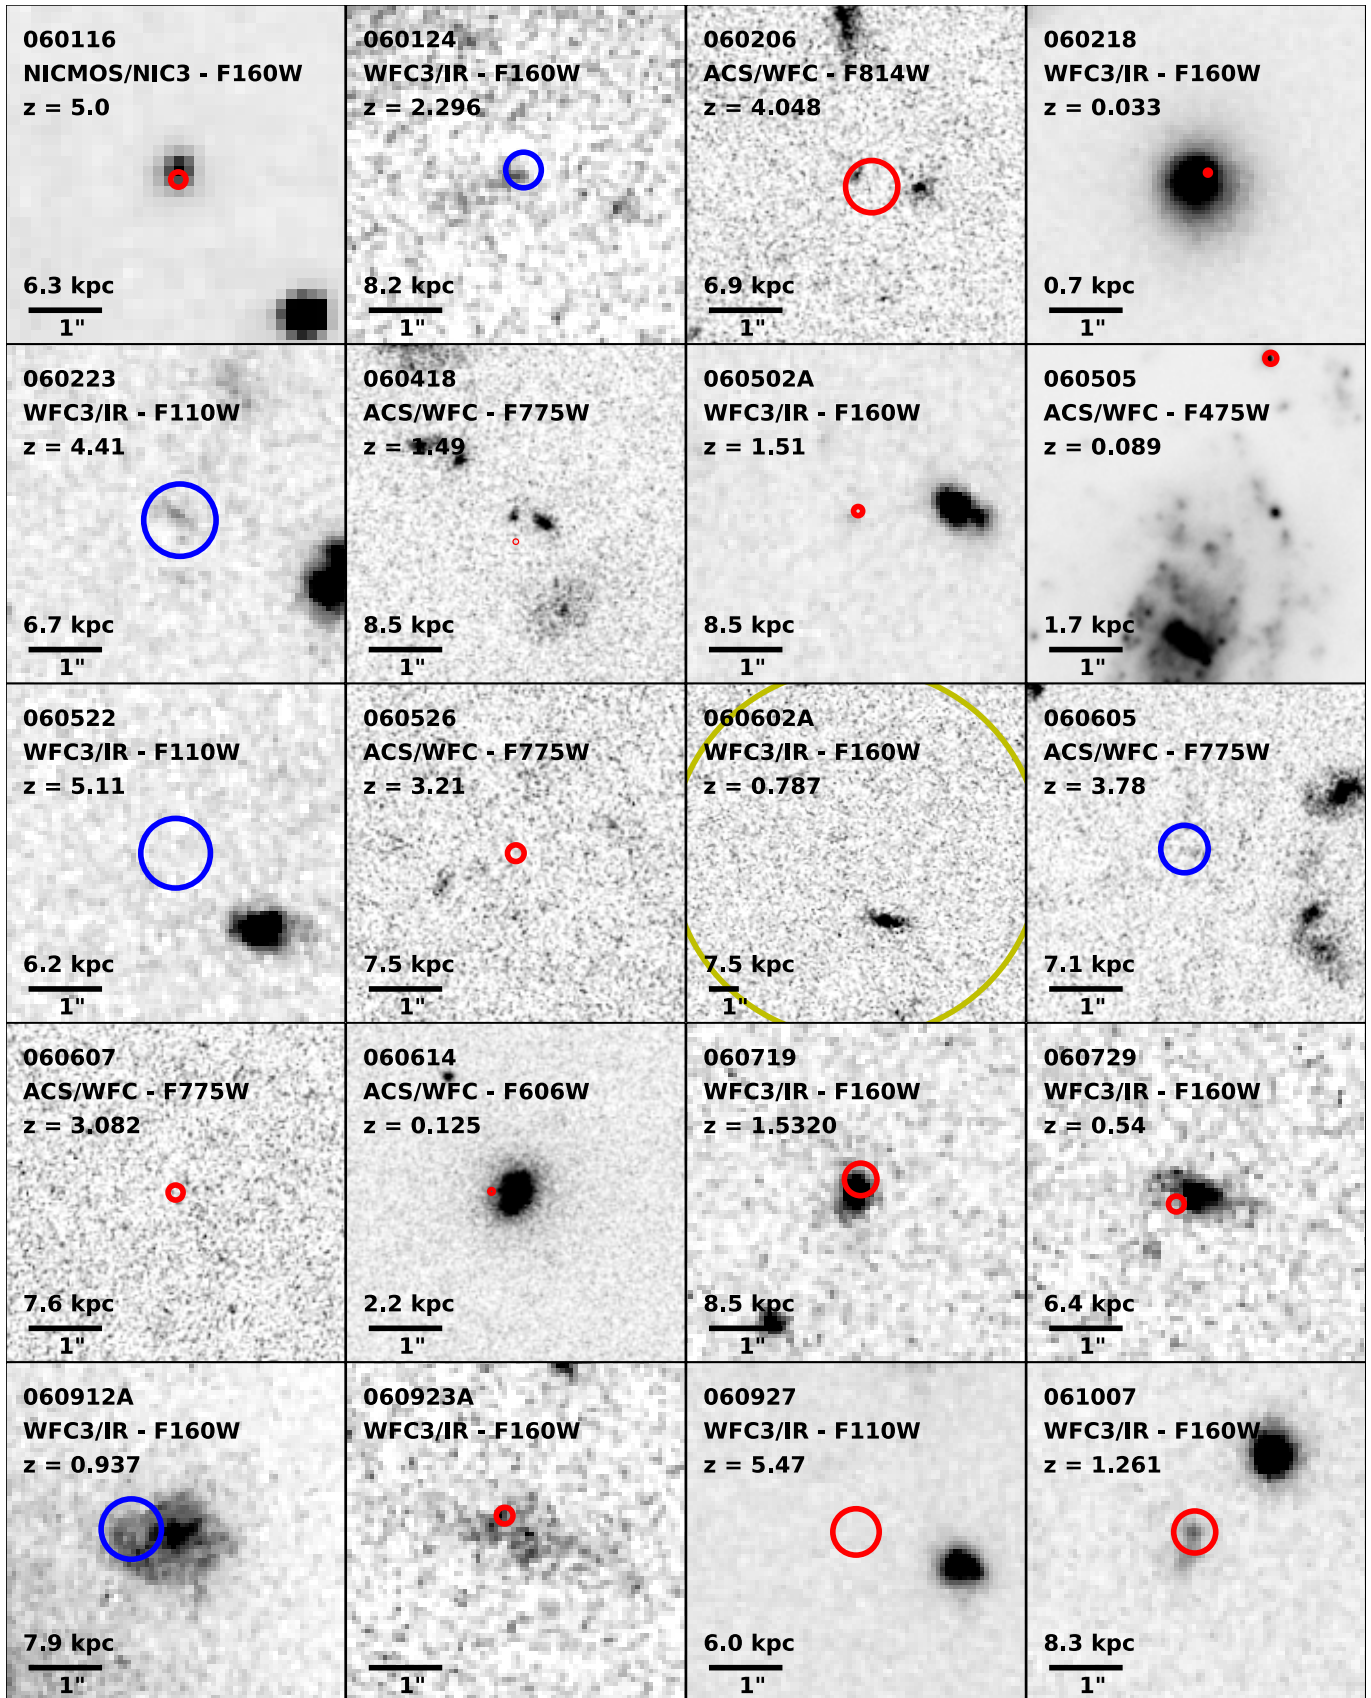 060116
NICMOS/NIC3 - F160W
z = 5.0
6.3 kpc
1"
060124
WFC3/IR - F160W
z = 2.296
8.2 kpc
1"
060206
ACS/WFC - F814W
z = 4.048
6.9 kpc
1"
060218
WFC3/IR - F160W
z = 0.033
0.7 kpc
1"
060223
WFC3/IR - F110W
z = 4.41
6.7 kpc
1"
060418
ACS/WFC - F775W
z = 1.49
8.5 kpc
1"
060502A
WFC3/IR - F160W
z = 1.51
8.5 kpc
1"
060505
ACS/WFC - F475W
z = 0.089
1.7 kpc
1"
060522
WFC3/IR - F110W
z = 5.11
6.2 kpc
1"
060526
ACS/WFC - F775W
z = 3.21
7.5 kpc
1"
060602A
WFC3/IR - F160W
z = 0.787
7.5 kpc
1"
060605
ACS/WFC - F775W
z = 3.78
7.1 kpc
1"
060607
ACS/WFC - F775W
z = 3.082
7.6 kpc
1"
060614
ACS/WFC - F606W
z = 0.125
2.2 kpc
1"
060719
WFC3/IR - F160W
z = 1.5320
8.5 kpc
1"
060729
WFC3/IR - F160W
z = 0.54
6.4 kpc
1"
060912A
WFC3/IR - F160W
z = 0.937
7.9 kpc
1"
060923A
WFC3/IR - F160W
1"
060927
WFC3/IR - F110W
z = 5.47
6.0 kpc
1"
061007
WFC3/IR - F160W
z = 1.261
8.3 kpc
1"